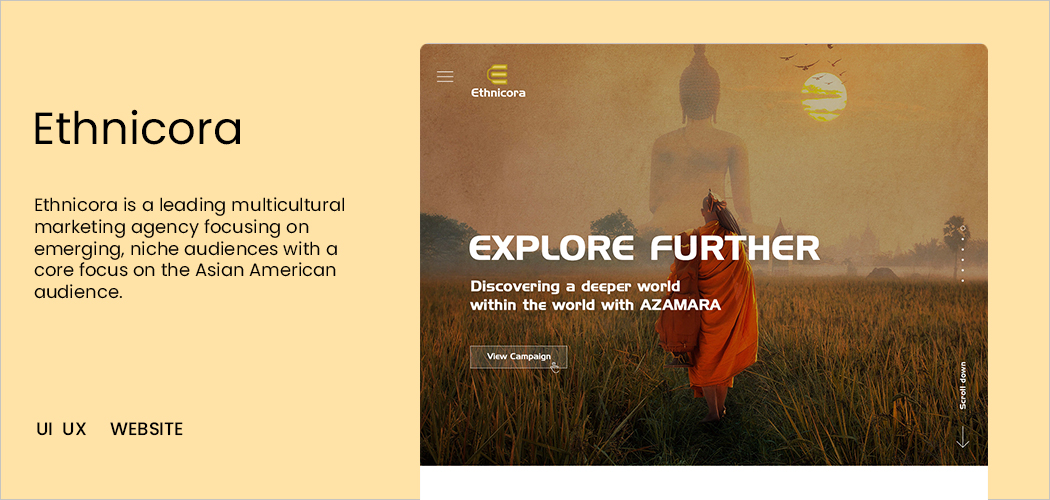 Ethnicora
Ethnicora is a leading multicultural
marketing agency focusing on
emerging, niche audiences with a
core focus on the Asian American
audience.
UI UX WEBSITE
Ethnicora
EXPLORE FURTHER
Discovering a deeper world
within the world with AZAMARA
View Campaign
Scroll down